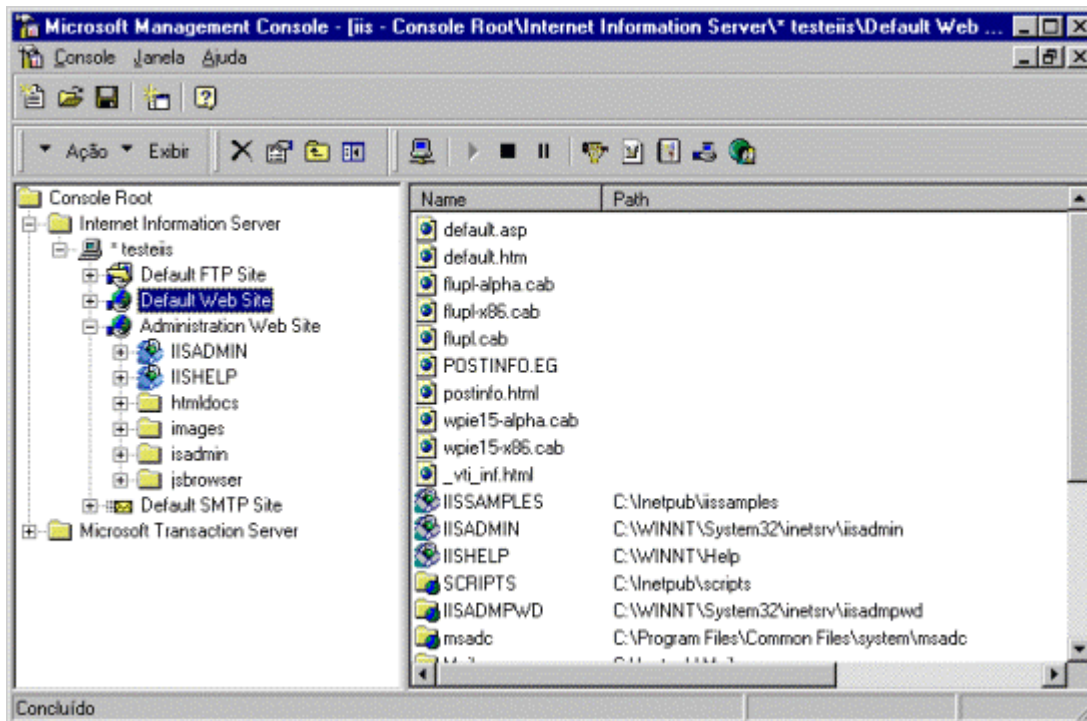 Microsoft Management Console - [iis - Console Root\Internet Information Server\* testeiis\Default Web ...
Console Janela Ajuda
Ação Exibir
Console Root
Internet Information Server
* testeiis
Default FTP Site
Default Web Site
Administration Web Site
IISADMIN
IISHELP
htmldocs
images
isadmin
jsbrowser
Default SMTP Site
Microsoft Transaction Server
Name Path
default.asp
default.htm
flupl-alpha.cab
flupl-x86.cab
flupl.cab
POSTINFO.EG
postinfo.html
wpie15-alpha.cab
wpie15-x86.cab
_vti_inf.html
IISSAMPLES C:\Inetpub\iissamples
IISADMIN C:\WINNT\System32\inetsrv\iisadmin
IISHELP C:\WINNT\Help
SCRIPTS C:\Inetpub\scripts
IISADMPWD C:\WINNT\System32\inetsrv\iisadmpwd
msadc C:\Program Files\Common Files\system\msadc
Concluído